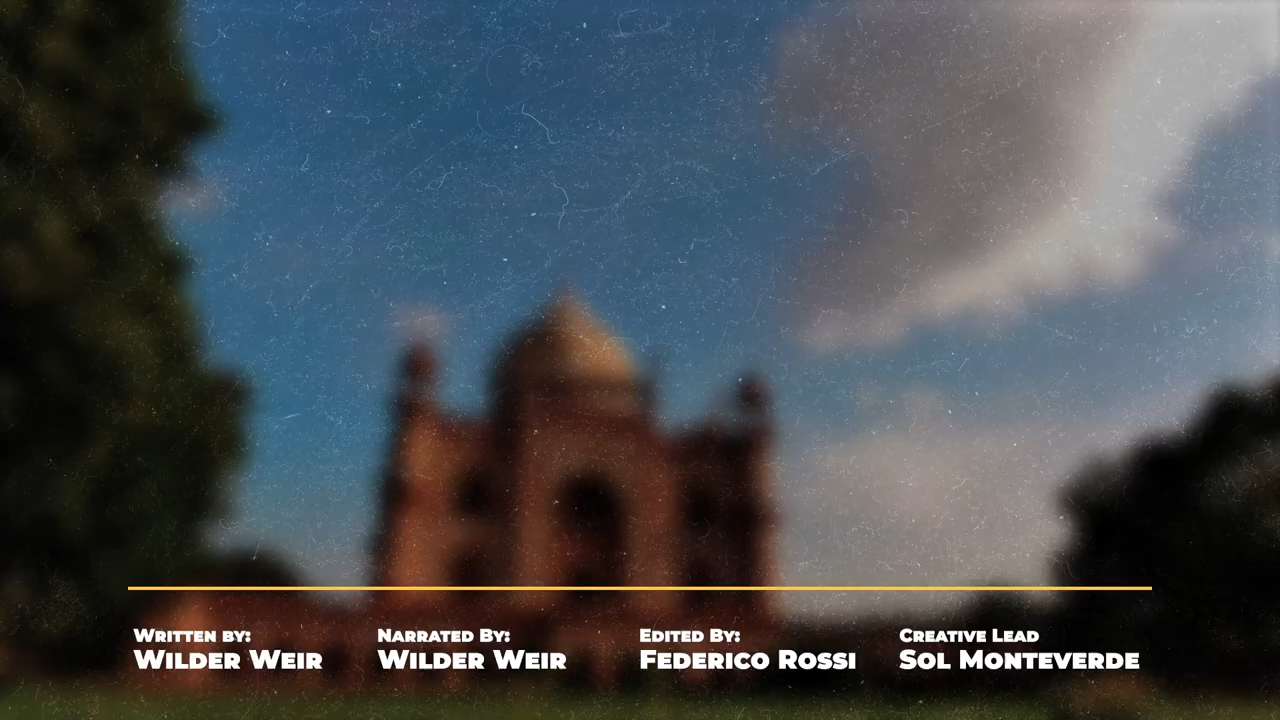 Written by:
Wilder Weir
Narrated By:
Wilder Weir
Edited By:
Federico Rossi
Creative Lead
Sol Monteverde